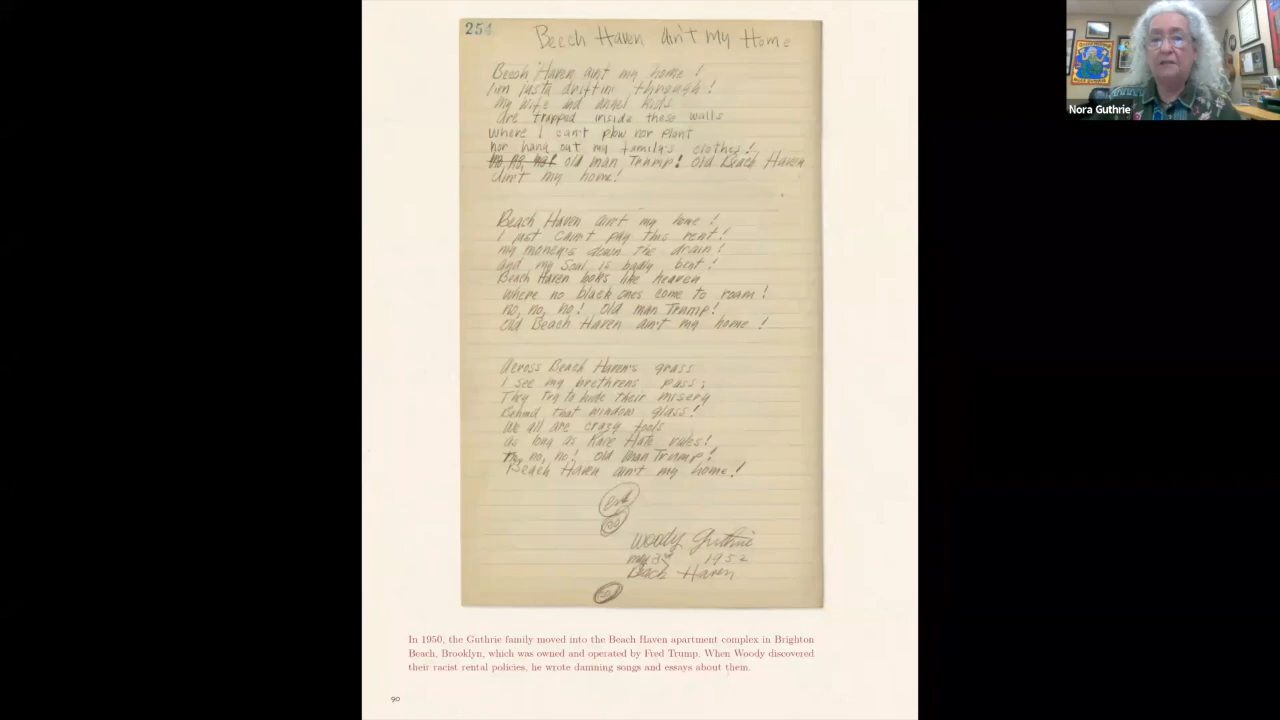 254
Beech Haven Ain't My Home
Beech Haven aint my home!
I'm justa driftin through!
my wife and angel kids
are trapped inside these walls
where I can't plow nor plant
nor hang out my family's clothes!
no, no, no! old man Trump! Old Beach Haven
ain't my home!
Beach Haven ain't my home!
I just cain't pay this rent!
my money's down the drain!
and my Soul is badly bent!
Beach Haven looks like heaven
where no black ones come to roam!
no, no, no! Old man Trump!
Old Beach Haven ain't my home!
Across Beach Haven's grass
I see my brethrens pass;
They try to hide their misery
Behind that window glass!
We all are crazy fools
as long as Race Hate rules!
no, no, no! Old Man Trump!
Beach Haven ain't my home!
Woody Guthrie
1952
Beach Haven
In 1950, the Guthrie family moved into the Beach Haven apartment complex in Brighton
Beach, Brooklyn, which was owned and operated by Fred Trump. When Woody discovered
their racist rental policies, he wrote damning songs and essays about them.
90
Nora Guthrie